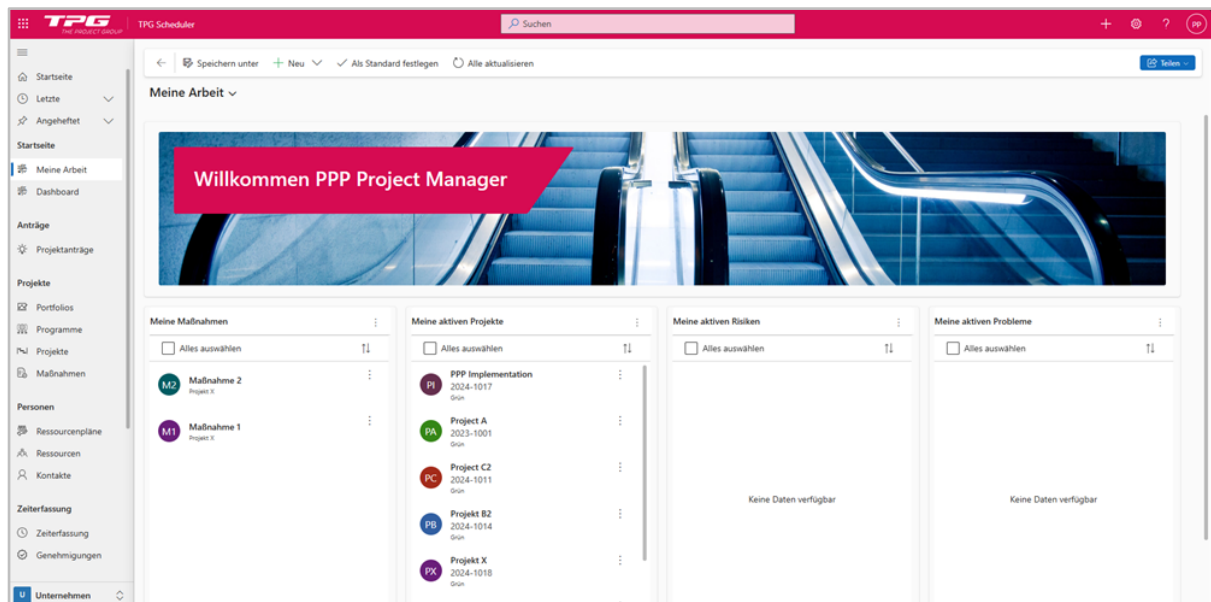 TPG
THE PROJECT GROUP
TPG Scheduler
Suchen
PP
Startseite
Letzte
Angeheftet
Startseite
Meine Arbeit
Dashboard
Anträge
Projektanträge
Projekte
Portfolios
Programme
Projekte
Maßnahmen
Personen
Ressourcenpläne
Ressourcen
Kontakte
Zeiterfassung
Zeiterfassung
Genehmigungen
U Unternehmen
Speichern unter
Neu
Als Standard festlegen
Alle aktualisieren
Teilen
Meine Arbeit
Willkommen PPP Project Manager
Meine Maßnahmen
Alles auswählen
M2
Maßnahme 2
Projekt X
M1
Maßnahme 1
Projekt X
Meine aktiven Projekte
Alles auswählen
PI
PPP Implementation
2024-1017
Grün
PA
Project A
2023-1001
Grün
PC
Project C2
2024-1011
Grün
PB
Projekt B2
2024-1014
Grün
PX
Projekt X
2024-1018
Grün
Meine aktiven Risiken
Alles auswählen
Keine Daten verfügbar
Meine aktiven Probleme
Alles auswählen
Keine Daten verfügbar